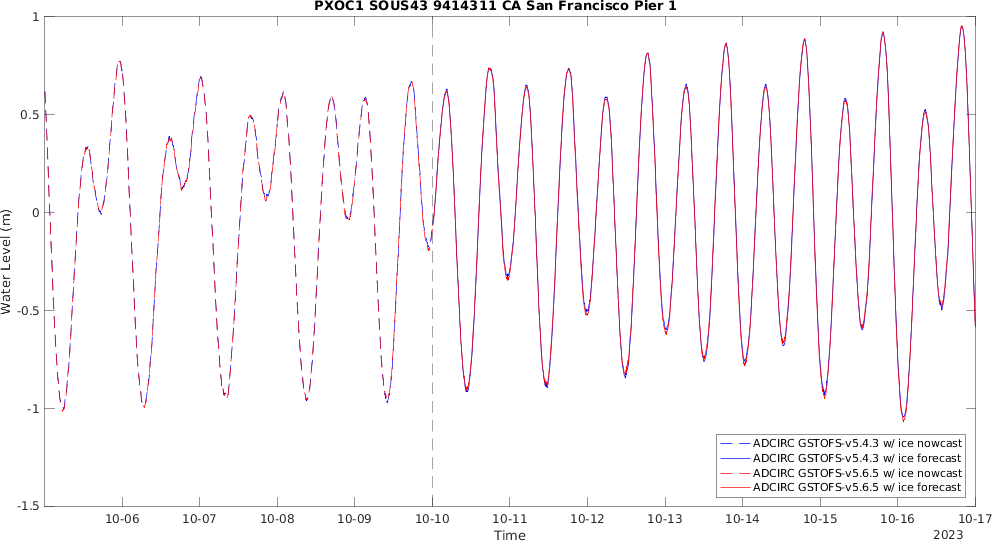 PXOC1 SOUS43 9414311 CA San Francisco Pier 1
Water Level (m)
1
0.5
0
-0.5
-1
-1.5
ADCIRC GSTOFS-v5.4.3 w/ ice nowcast
ADCIRC GSTOFS-v5.4.3 w/ ice forecast
ADCIRC GSTOFS-v5.6.5 w/ ice nowcast
ADCIRC GSTOFS-v5.6.5 w/ ice forecast
10-06 10-07 10-08 10-09 10-10 10-11 10-12 10-13 10-14 10-15 10-16 10-17
Time
2023